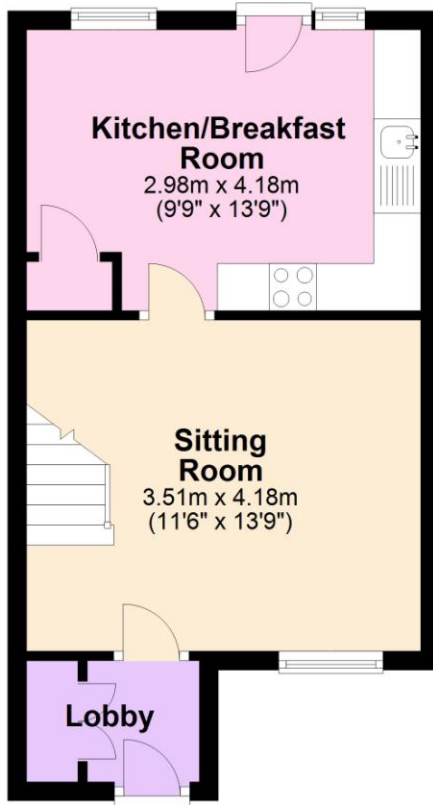 Kitchen/Breakfast
Room
2.98m x 4.18m
(9'9" x 13'9")
Sitting
Room
3.51m x 4.18m
(11'6" x 13'9")
Lobby